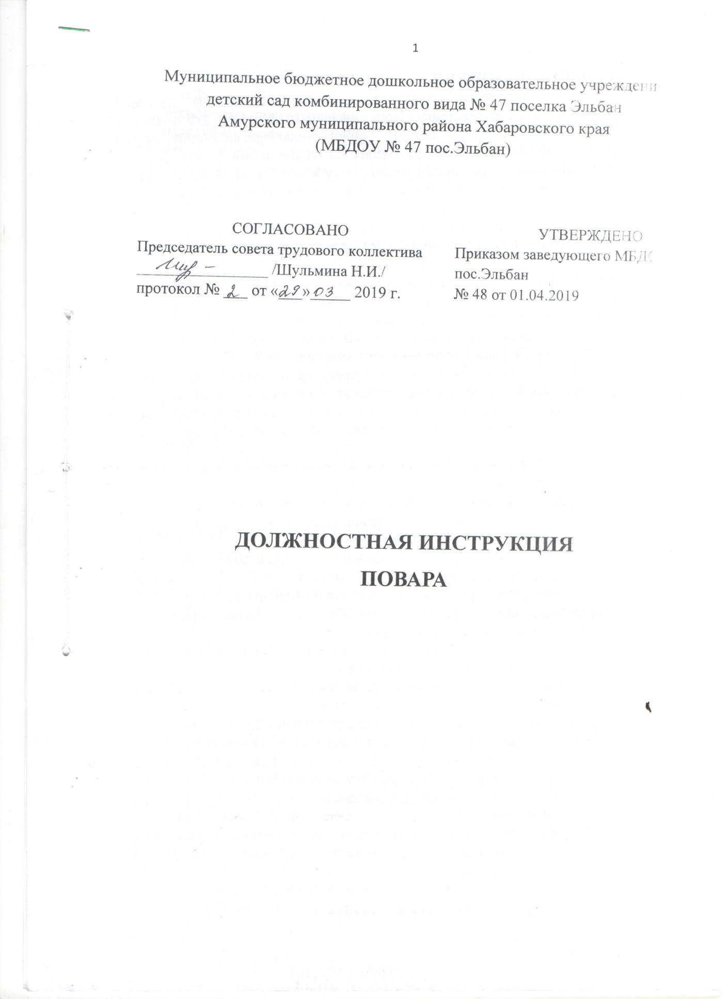 1
Муниципальное бюджетное дошкольное образовательное учреждени
детский сад комбинированного вида № 47 поселка Эльбан
Амурского муниципального района Хабаровского края
(МБДОУ № 47 пос.Эльбан)
СОГЛАСОВАНО
Председатель совета трудового коллектива
/Шульмина Н.И./
протокол № 2 от «29» 03 2019 г.
УТВЕРЖДЕНО
Приказом заведующего МБДО
пос.Эльбан
№ 48 от 01.04.2019
ДОЛЖНОСТНАЯ ИНСТРУКЦИЯ
ПОВАРА